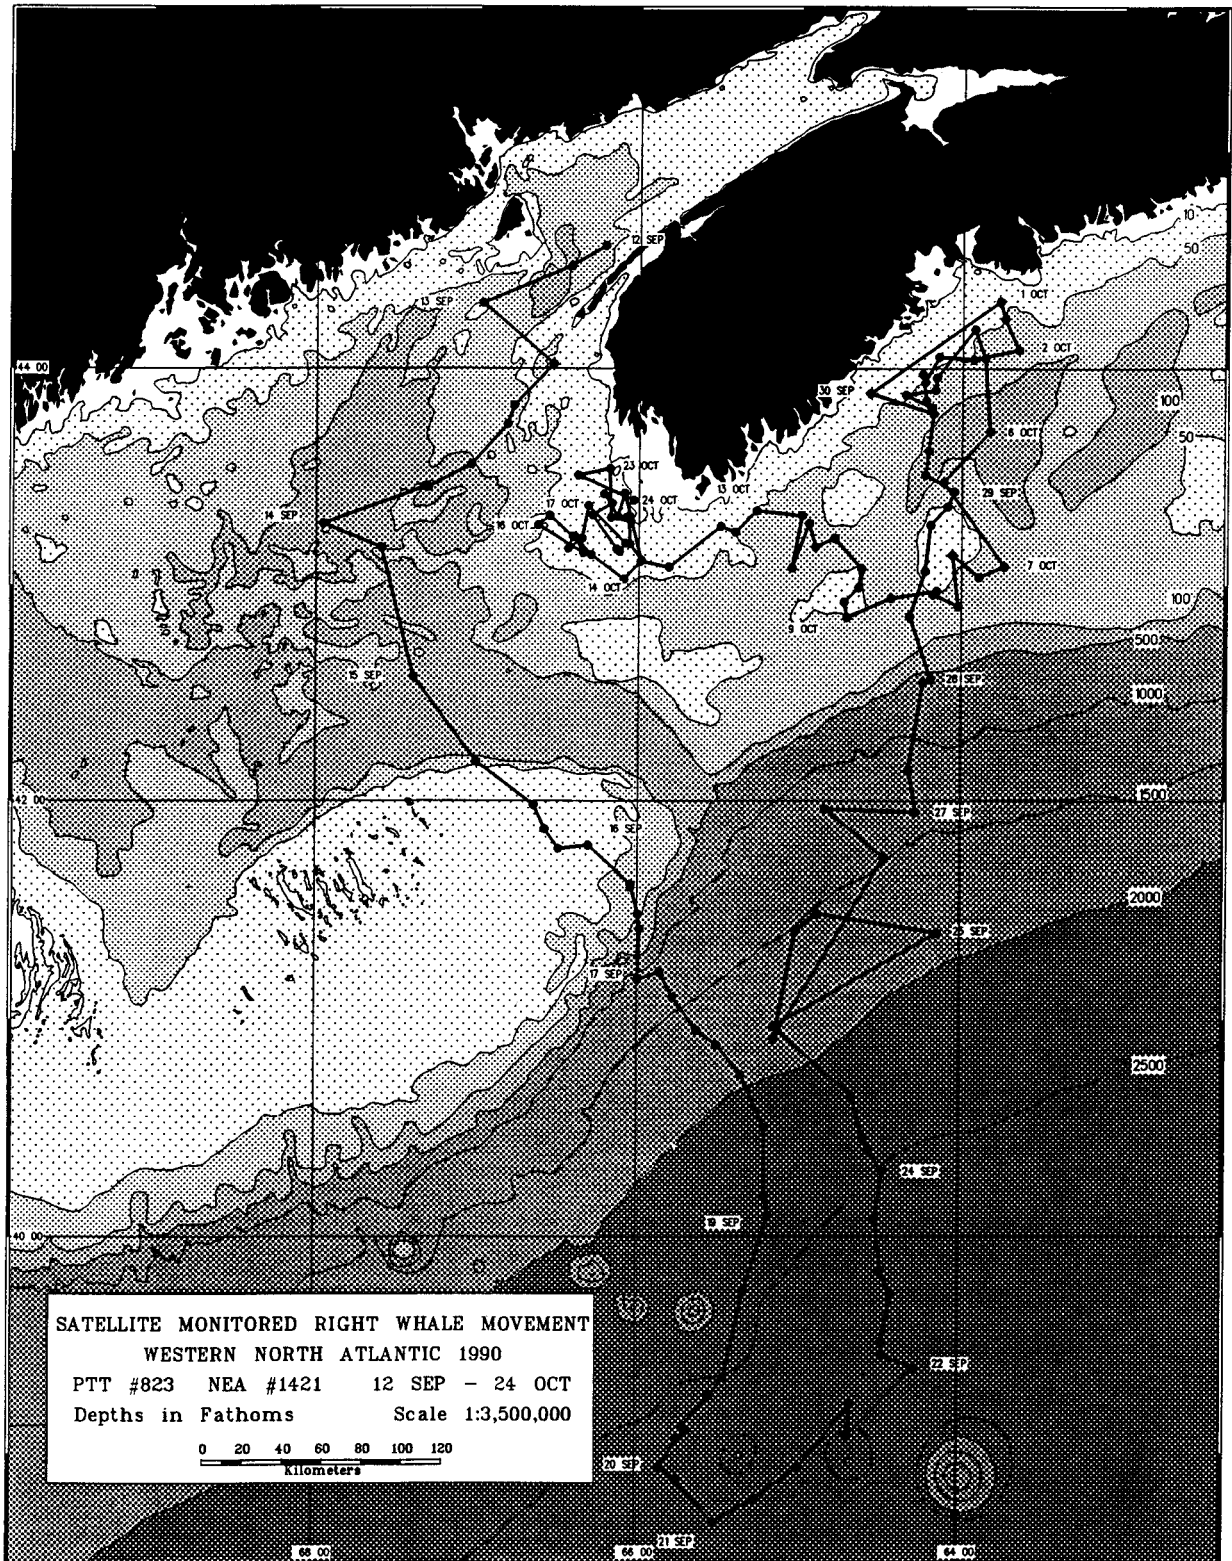 10
12 SEP
50
13 SEP
1 OCT
2 OCT
44 00
30 SEP
100
6 OCT
50
23 OCT
13 OCT
29 SEP
24 OCT
17 OCT
14 SEP
16 OCT
7 OCT
14 OCT
100
9 OCT
500
15 SEP
28 SEP
1000
42 00
1500
27 SEP
16 SEP
2000
25 SEP
17 SEP
2500
24 SEP
19 SEP
40 00
SATELLITE MONITORED RIGHT WHALE MOVEMENT
WESTERN NORTH ATLANTIC 1990
PTT #823 NEA #1421 12 SEP - 24 OCT
Depths in Fathoms Scale 1:3,500,000
0 20 40 60 80 100 120
Kilometers
22 SEP
20 SEP
21 SEP
68 00
66 00
64 00